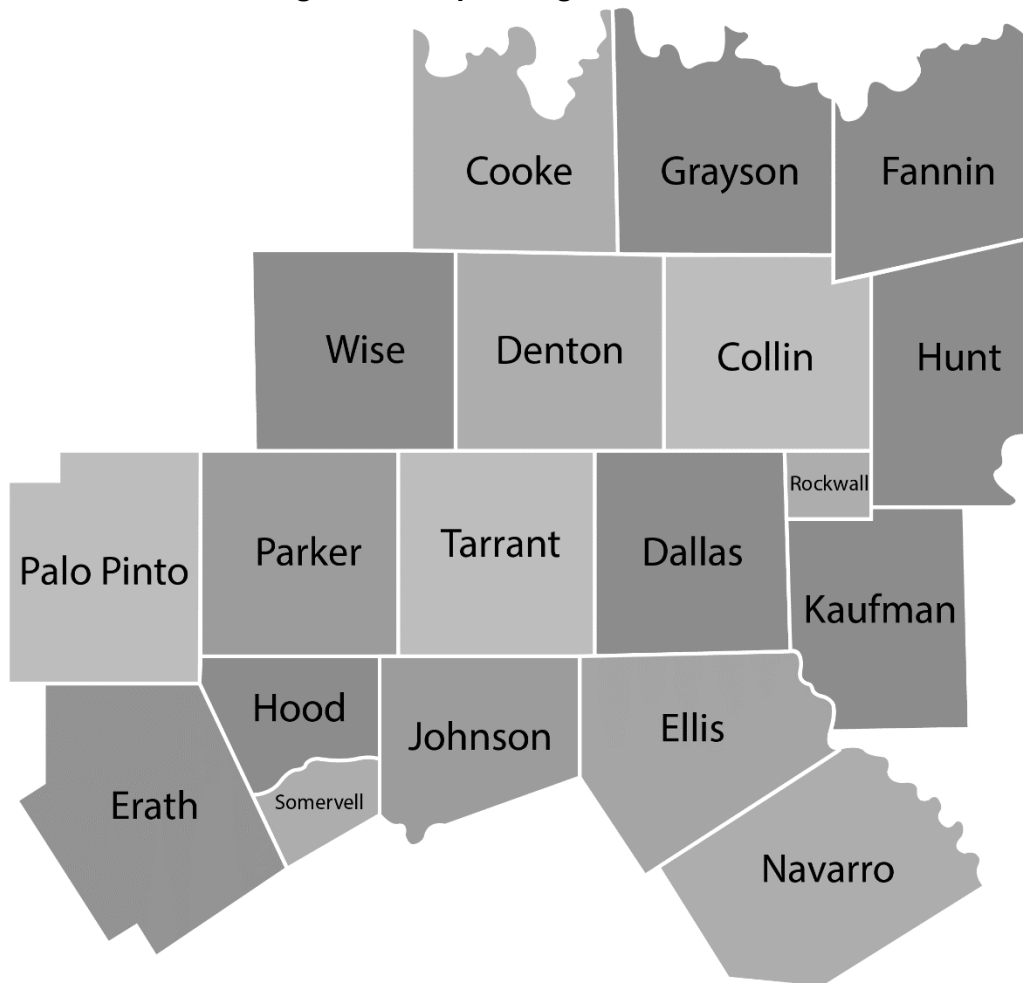 Cooke
Grayson
Fannin
Wise
Denton
Collin
Hunt
Rockwall
Palo Pinto
Parker
Tarrant
Dallas
Kaufman
Hood
Johnson
Ellis
Erath
Somervell
Navarro